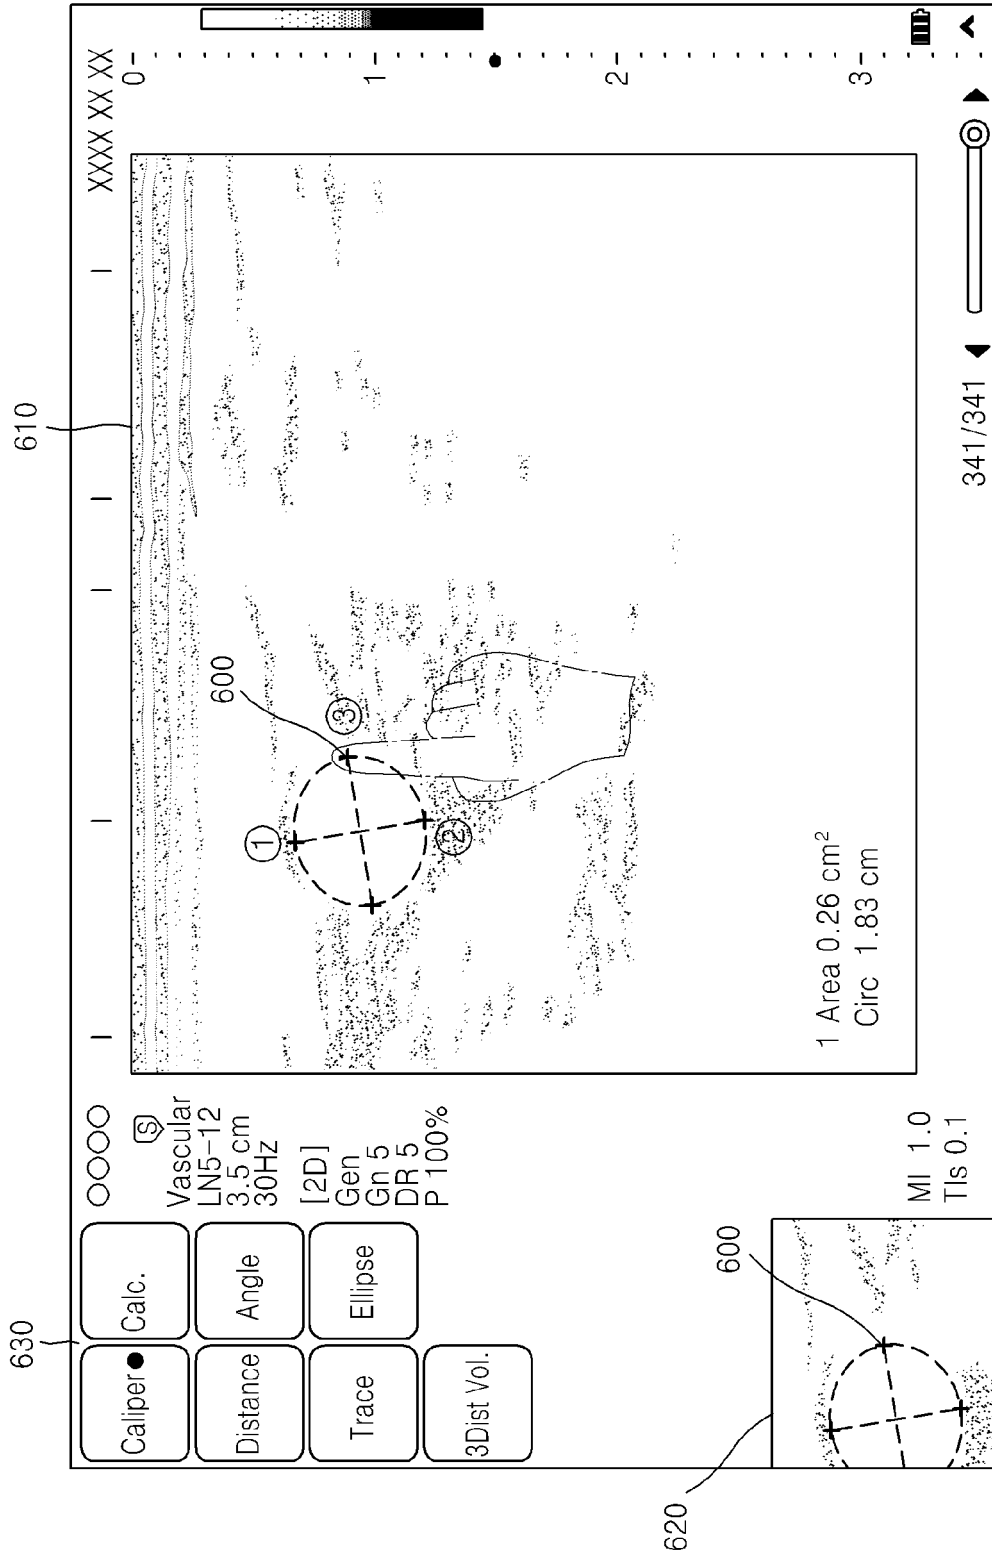 630
610
Caliper
Calc.
Distance
Angle
Trace
Ellipse
3Dist Vol.
S
Vascular
LN5-12
3.5 cm
30Hz
[2D]
Gen
Gn 5
DR 5
P 100%
MI 1.0
TIs 0.1
620
600
XXXX XX XX
0
1
2
3
600
1
2
3
1 Area 0.26 cm²
Circ 1.83 cm
341/341